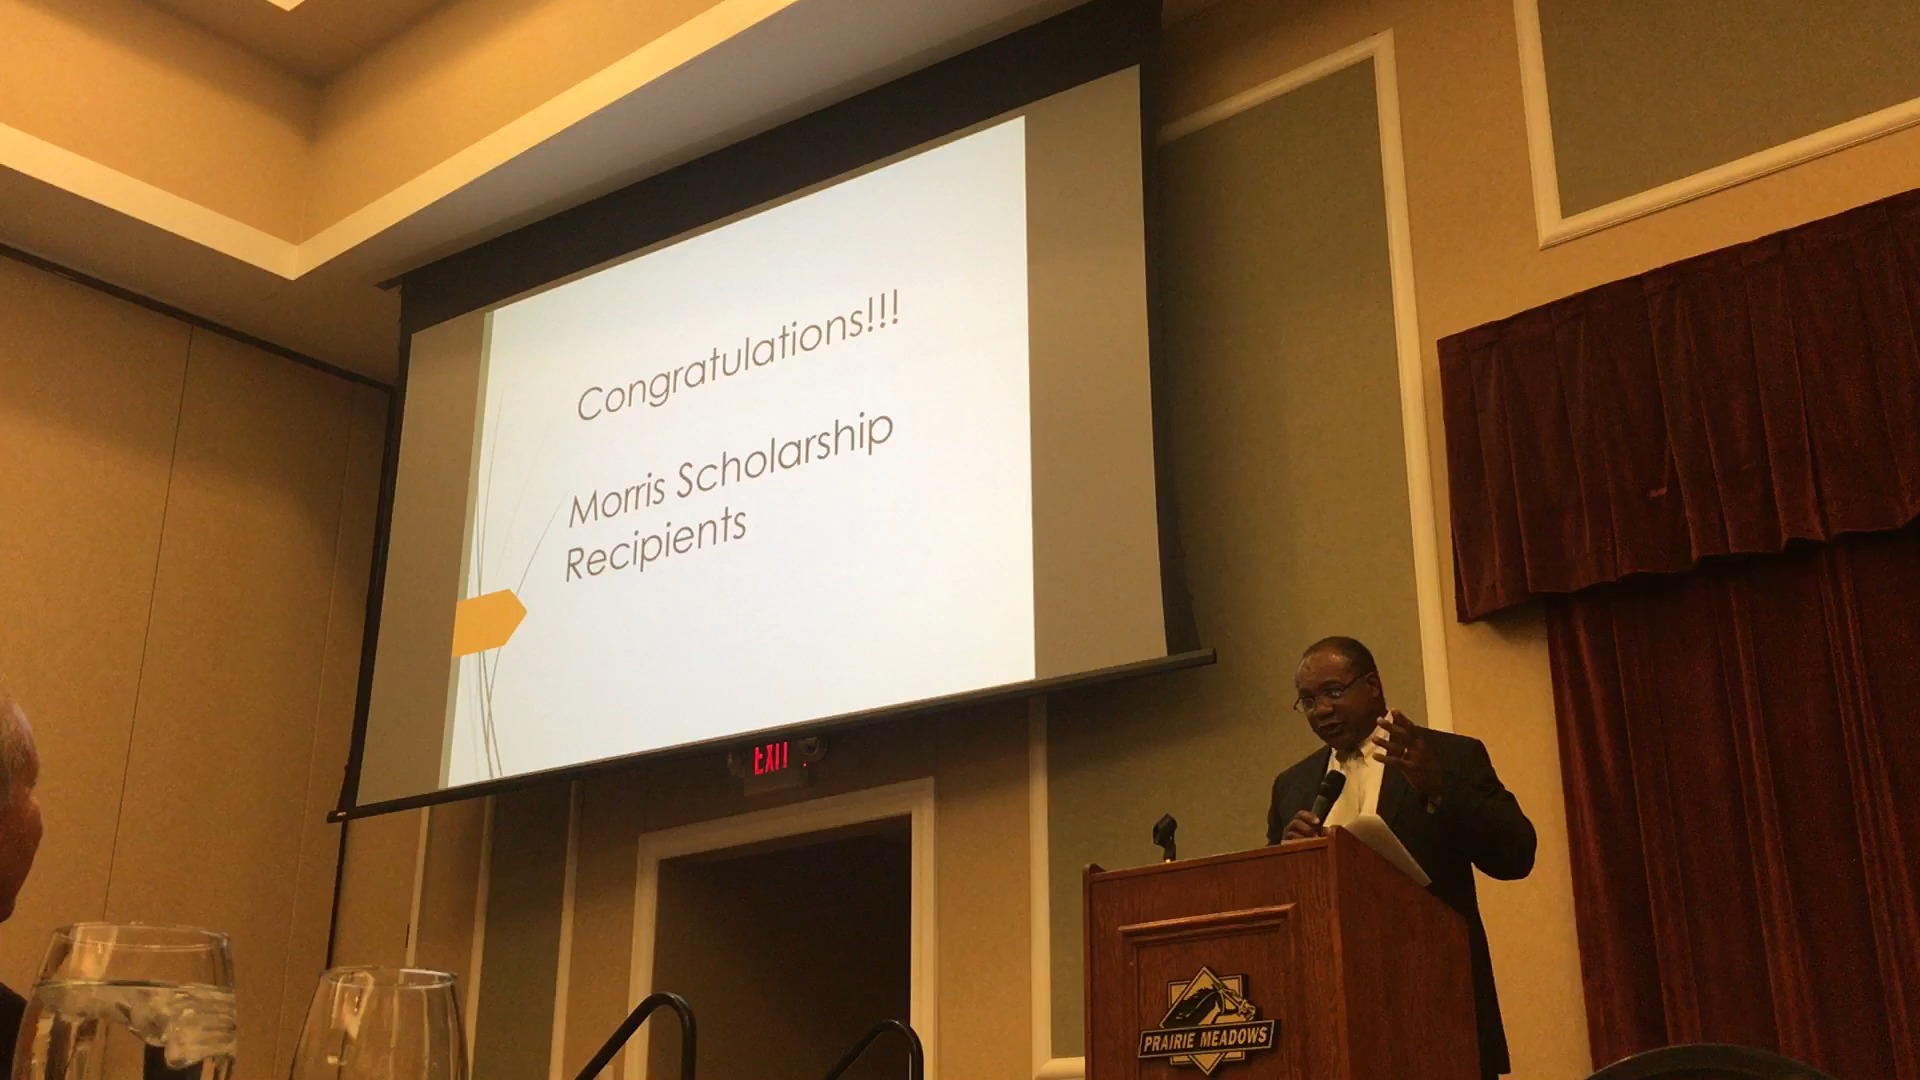 Congratulations!!!
Morris Scholarship
Recipients
EXIT
PRAIRIE MEADOWS